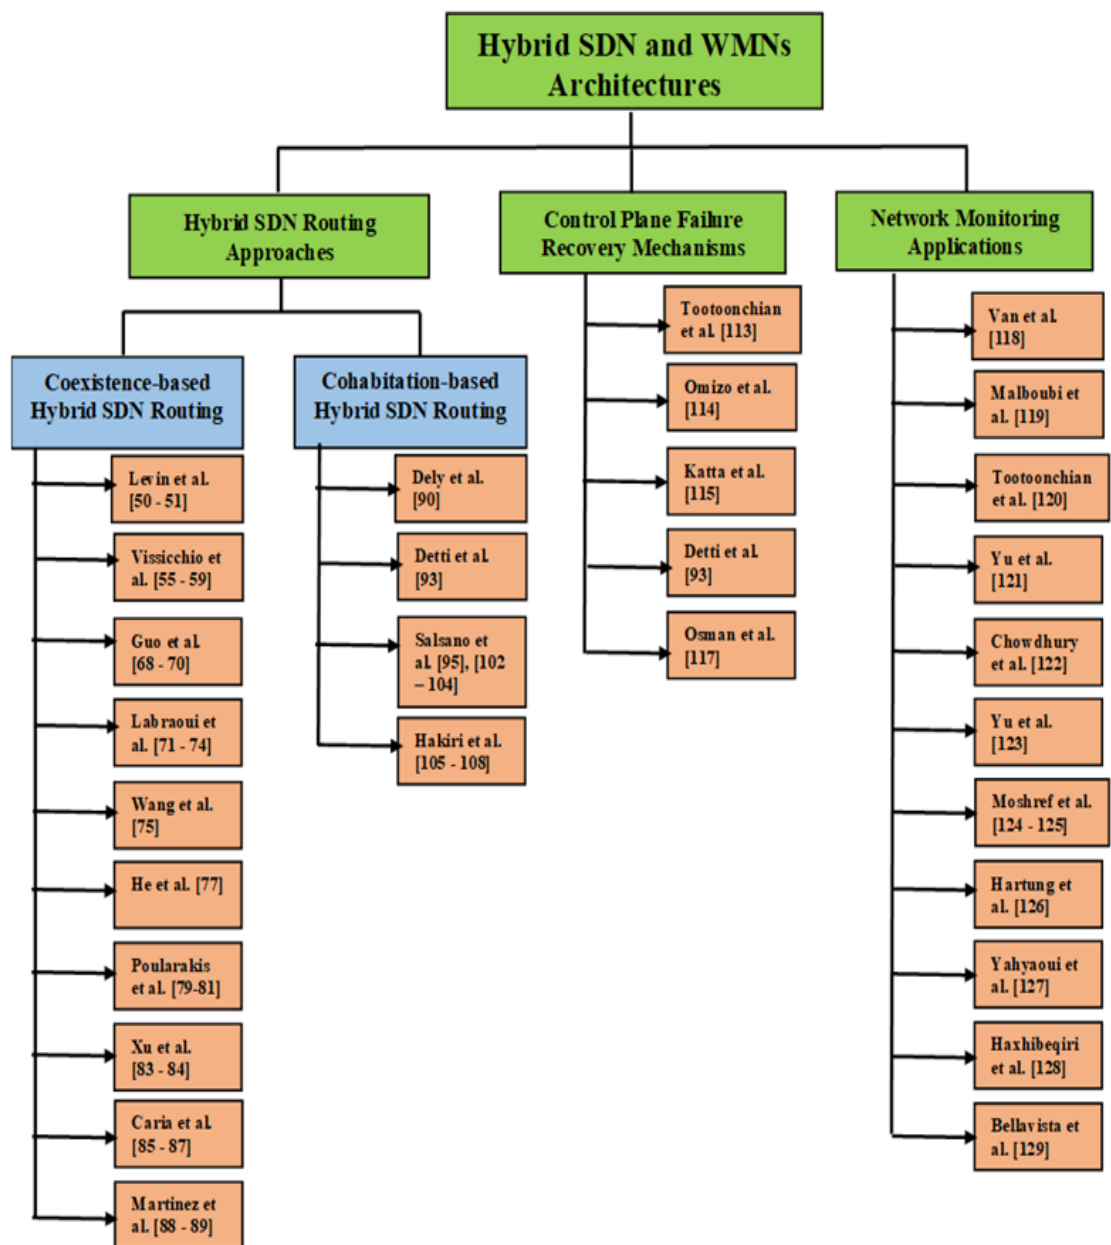 Hybrid SDN and WMNs
Architectures
Hybrid SDN Routing
Approaches
Control Plane Failure
Recovery Mechanisms
Network Monitoring
Applications
Coexistence-based
Hybrid SDN Routing
Levin et al.
[50 - 51]
Vissicchio et
al. [55 - 59]
Guo et al.
[68 - 70]
Labraoui et
al. [71 - 74]
Wang et al.
[75]
He et al. [77]
Poularakis
et al. [79-81]
Xu et al.
[83 - 84]
Caria et al.
[85 - 87]
Martinez et
al. [88 - 89]
Cohabitation-based
Hybrid SDN Routing
Dely et al.
[90]
Detti et al.
[93]
Salsano et
al. [95], [102
– 104]
Hakiri et al.
[105 - 108]
Tootoonchian
et al. [113]
Omizo et al.
[114]
Katta et al.
[115]
Detti et al.
[93]
Osman et al.
[117]
Van et al.
[118]
Malboubi et
al. [119]
Tootoonchian
et al. [120]
Yu et al.
[121]
Chowdhury
et al. [122]
Yu et al.
[123]
Moshref et al.
[124 - 125]
Hartung et
al. [126]
Yahyaoui et
al. [127]
Haxhibeqiri
et al. [128]
Bellavista et
al. [129]